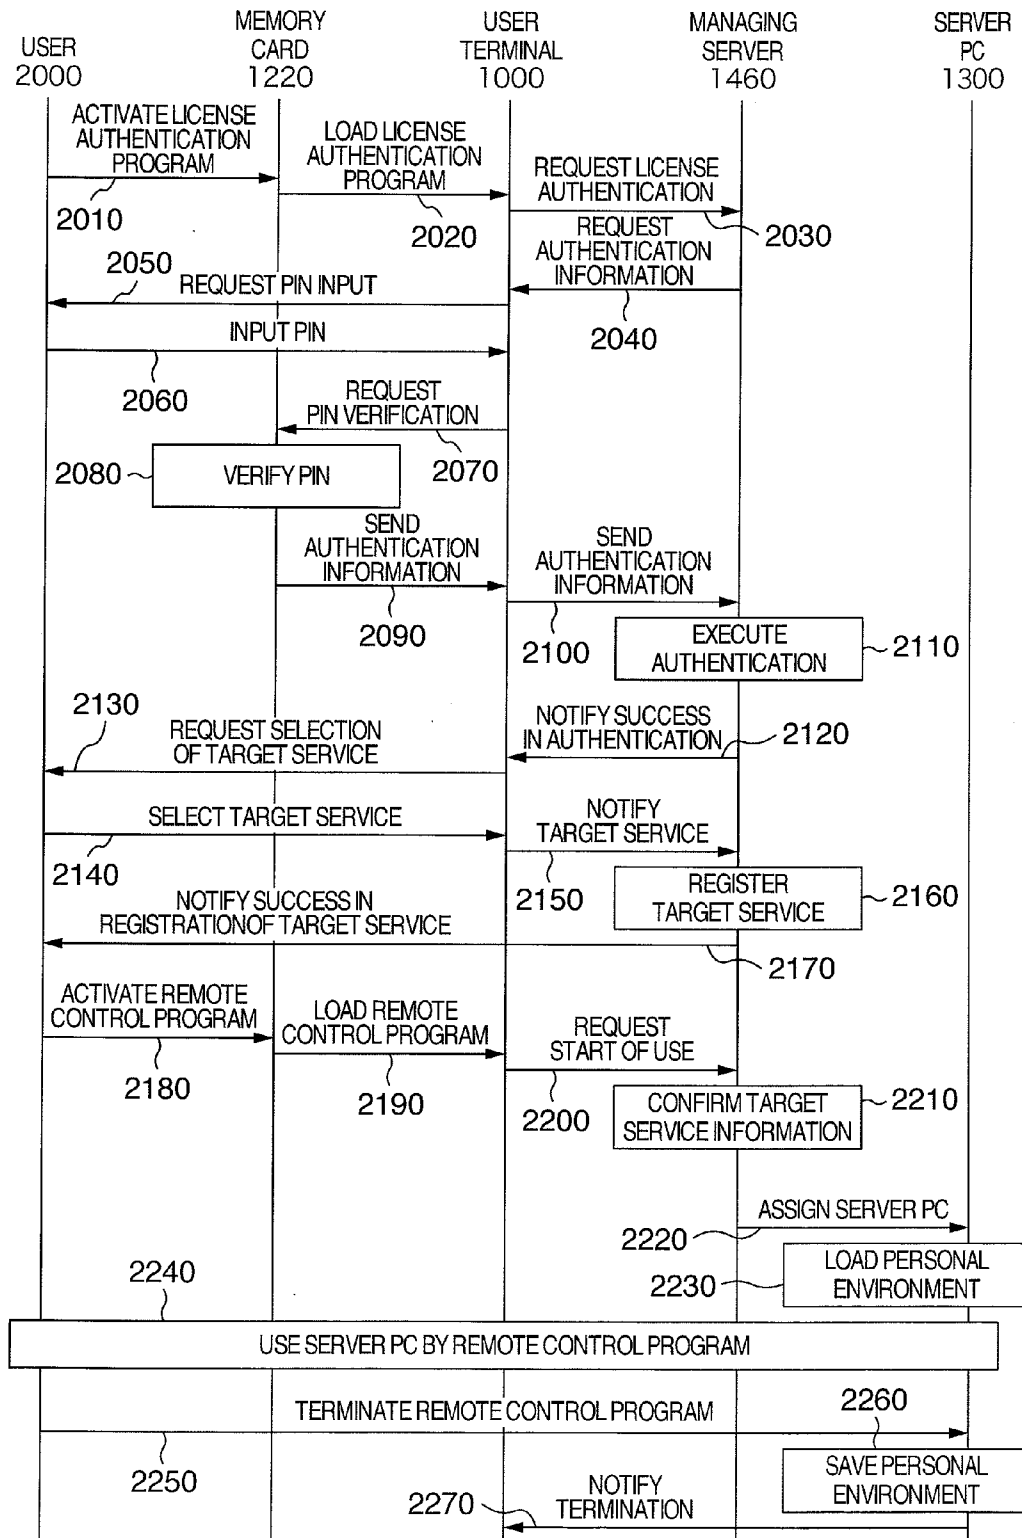 USER
2000
MEMORY
CARD
1220
USER
TERMINAL
1000
MANAGING
SERVER
1460
SERVER
PC
1300
ACTIVATE LICENSE
AUTHENTICATION
PROGRAM
2010
LOAD LICENSE
AUTHENTICATION
PROGRAM
2020
REQUEST LICENSE
AUTHENTICATION
2030
REQUEST
AUTHENTICATION
INFORMATION
2040
2050
REQUEST PIN INPUT
INPUT PIN
2060
REQUEST
PIN VERIFICATION
2070
2080
VERIFY PIN
SEND
AUTHENTICATION
INFORMATION
2090
SEND
AUTHENTICATION
INFORMATION
2100
EXECUTE
AUTHENTICATION
2110
NOTIFY SUCCESS
IN AUTHENTICATION
2120
2130
REQUEST SELECTION
OF TARGET SERVICE
SELECT TARGET SERVICE
2140
NOTIFY
TARGET SERVICE
2150
REGISTER
TARGET SERVICE
2160
NOTIFY SUCCESS IN
REGISTRATIONOF TARGET SERVICE
2170
ACTIVATE REMOTE
CONTROL PROGRAM
2180
LOAD REMOTE
CONTROL PROGRAM
2190
REQUEST
START OF USE
2200
CONFIRM TARGET
SERVICE INFORMATION
2210
ASSIGN SERVER PC
2220
LOAD PERSONAL
ENVIRONMENT
2230
2240
USE SERVER PC BY REMOTE CONTROL PROGRAM
TERMINATE REMOTE CONTROL PROGRAM
2250
2260
SAVE PERSONAL
ENVIRONMENT
NOTIFY
TERMINATION
2270